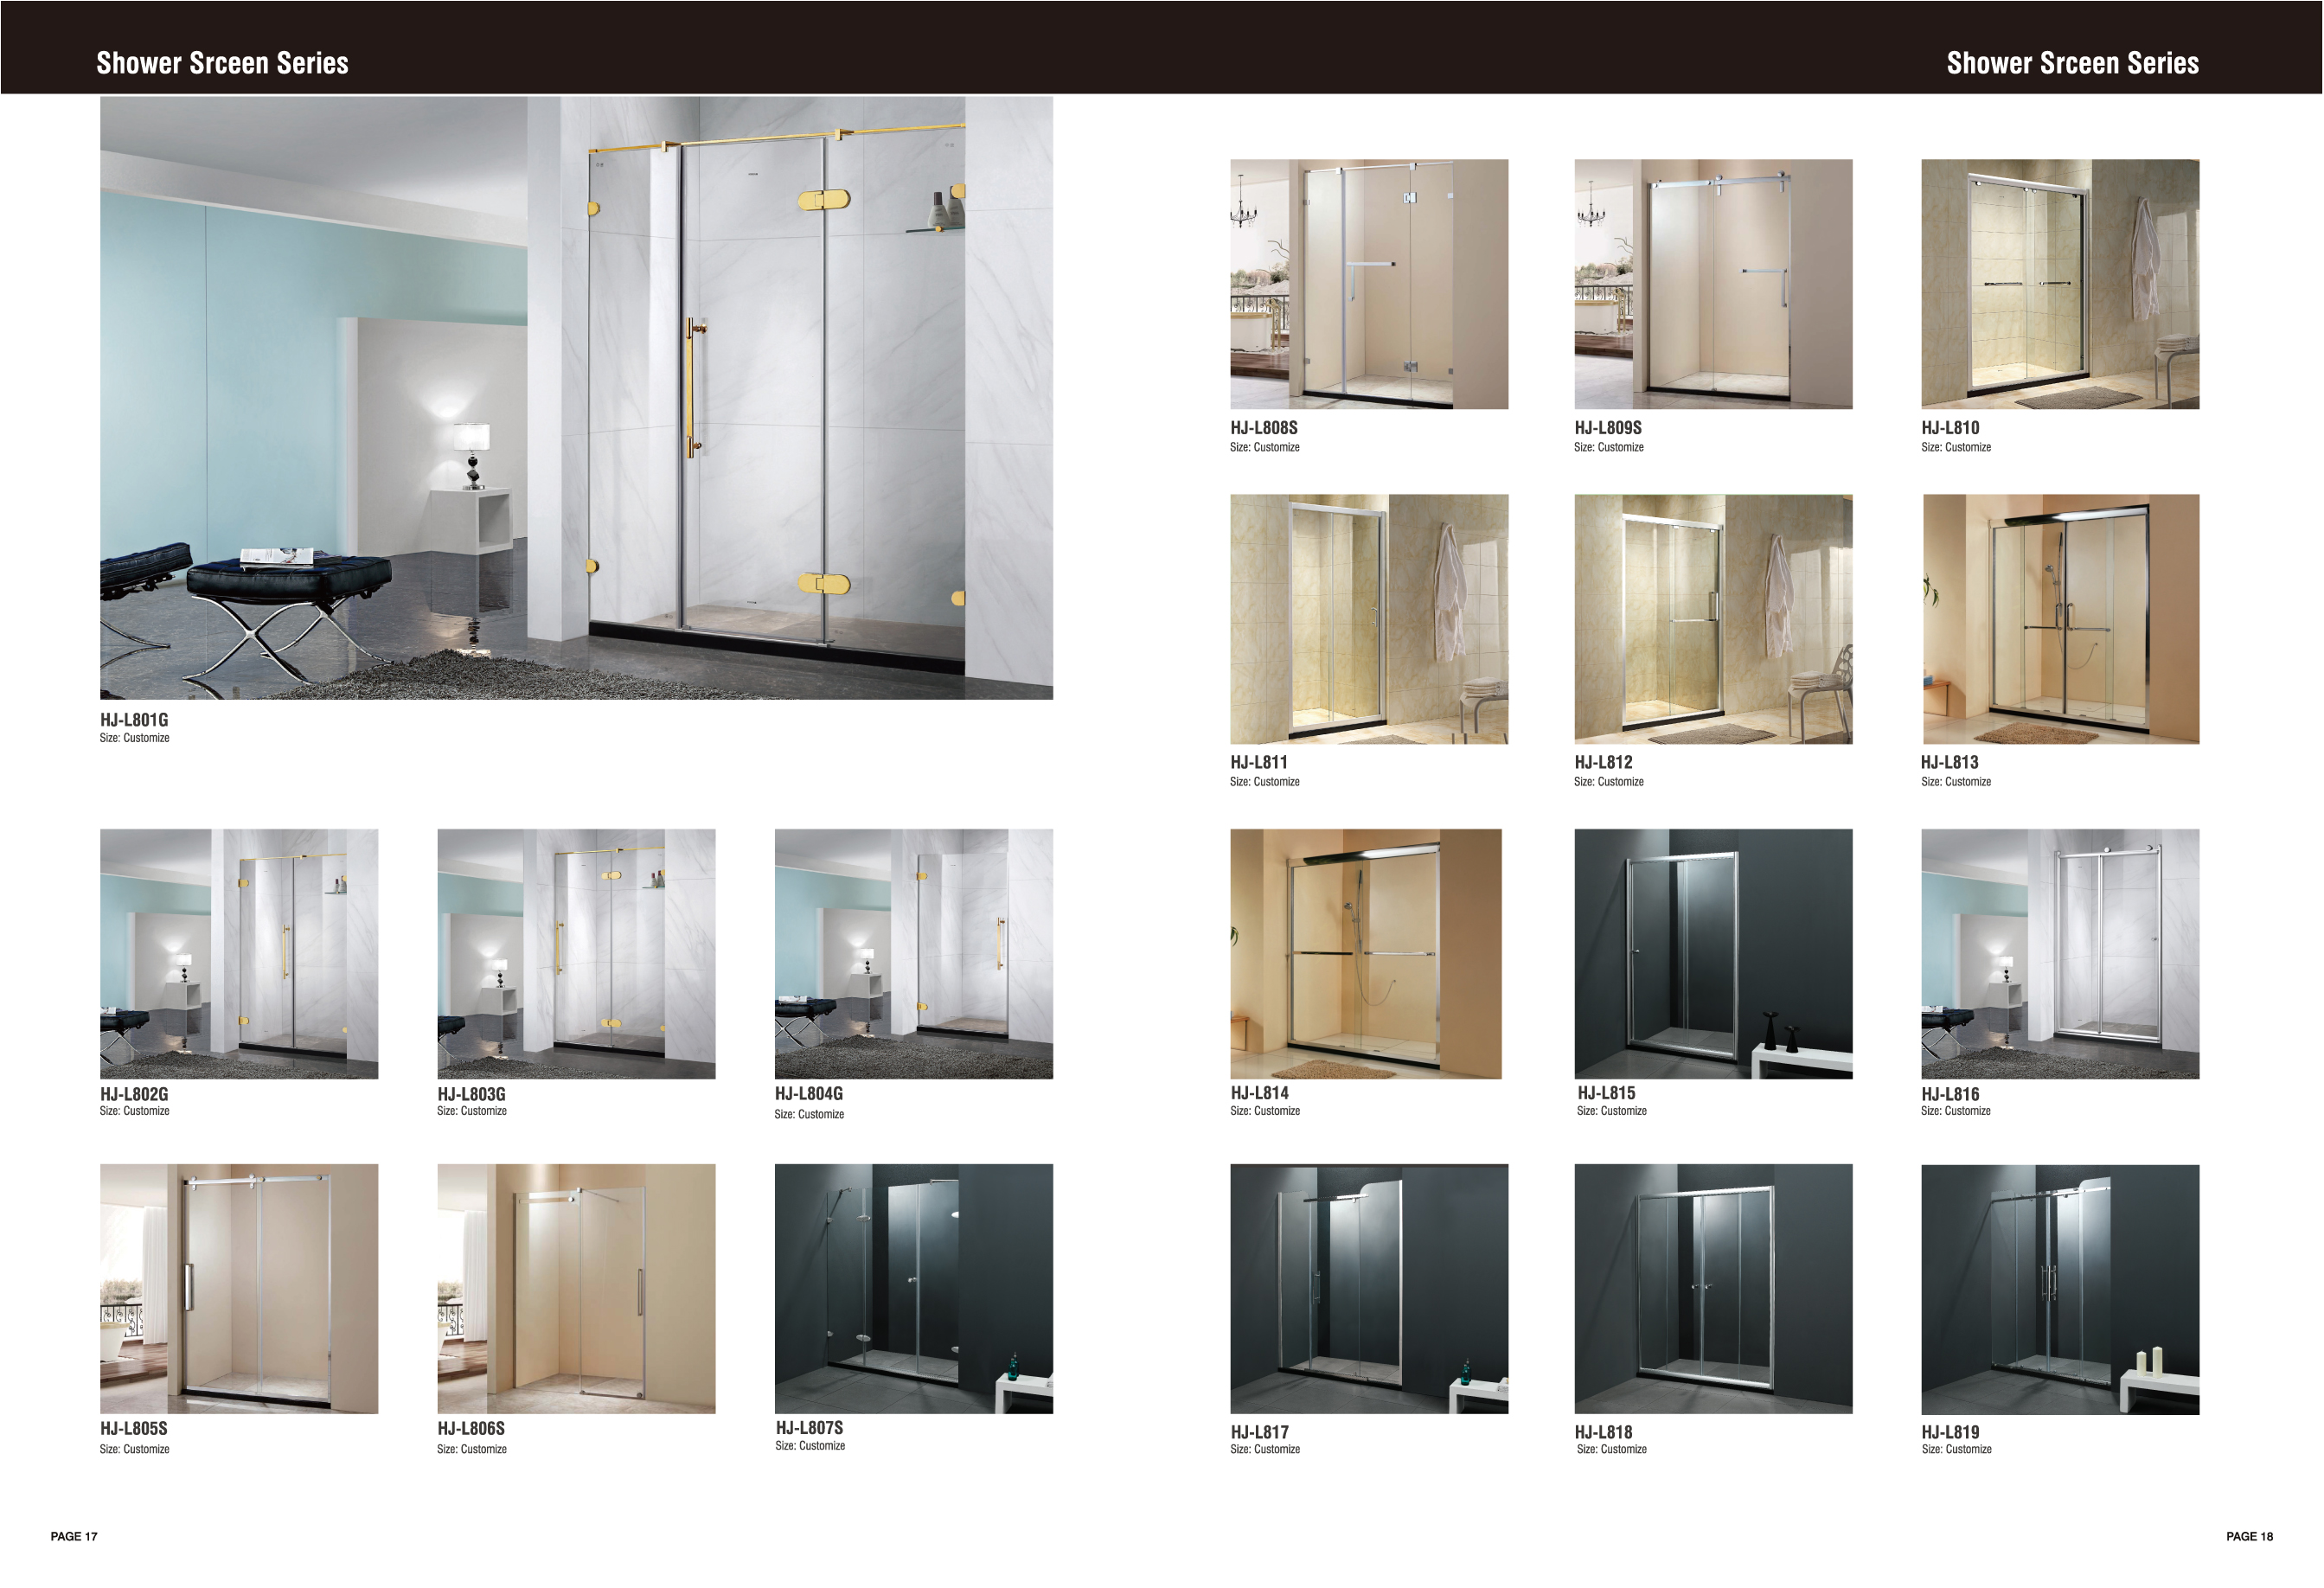 Shower Srceen Series
Shower Srceen Series
HJ-L801G
Size: Customize
HJ-L802G
Size: Customize
HJ-L803G
Size: Customize
HJ-L804G
Size: Customize
HJ-L805S
Size: Customize
HJ-L806S
Size: Customize
HJ-L807S
Size: Customize
PAGE 17
HJ-L808S
Size: Customize
HJ-L809S
Size: Customize
HJ-L810
Size: Customize
HJ-L811
Size: Customize
HJ-L812
Size: Customize
HJ-L813
Size: Customize
HJ-L814
Size: Customize
HJ-L815
Size: Customize
HJ-L816
Size: Customize
HJ-L817
Size: Customize
HJ-L818
Size: Customize
HJ-L819
Size: Customize
PAGE 18